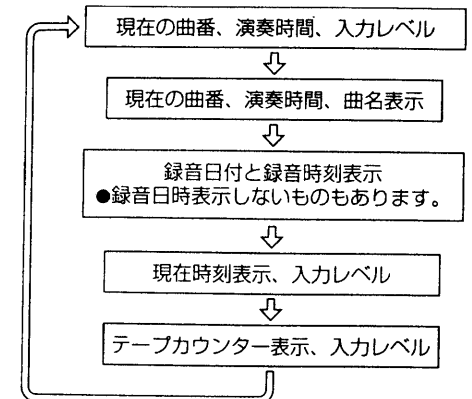 現在の曲番、演奏時間、入力レベル
現在の曲番、演奏時間、曲名表示
録音日付と録音時刻表示
●録音日時表示しないものもあります。
現在時刻表示、入力レベル
テープカウンター表示、入力レベル